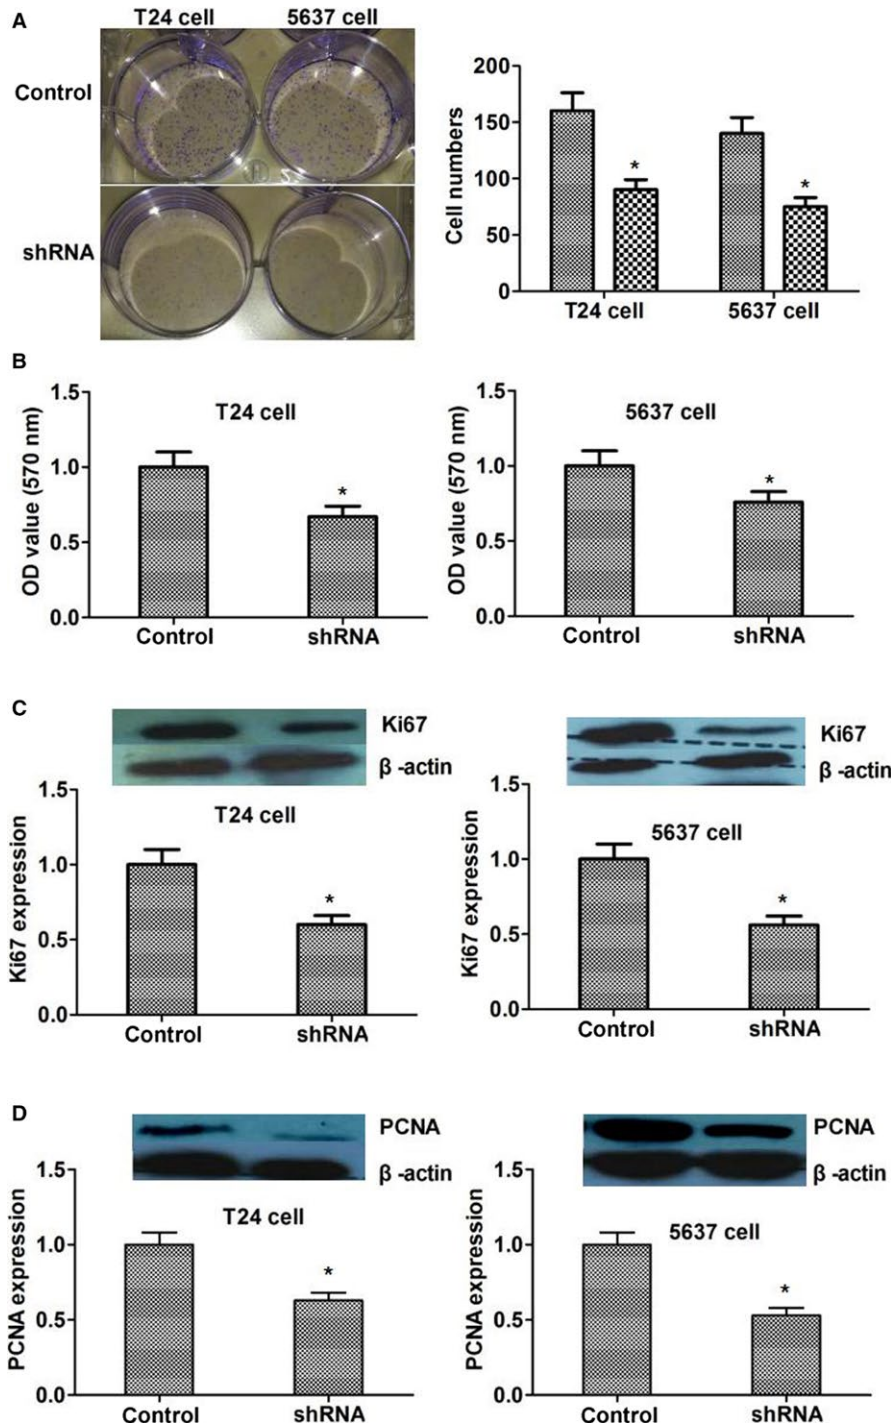 A
T24 cell 5637 cell
Control
shRNA
Cell numbers
200
150
100
50
0
* *
T24 cell 5637 cell
B
OD value (570 nm)
1.5
1.0
0.5
0.0
T24 cell
*
Control shRNA
OD value (570 nm)
1.5
1.0
0.5
0.0
5637 cell
*
Control shRNA
C
Ki67
β -actin
Ki67 expression
1.5
1.0
0.5
0.0
T24 cell
*
Control shRNA
Ki67
β -actin
Ki67 expression
1.5
1.0
0.5
0.0
5637 cell
*
Control shRNA
D
PCNA
β -actin
PCNA expression
1.5
1.0
0.5
0.0
T24 cell
*
Control shRNA
PCNA
β -actin
PCNA expression
1.5
1.0
0.5
0.0
5637 cell
*
Control shRNA